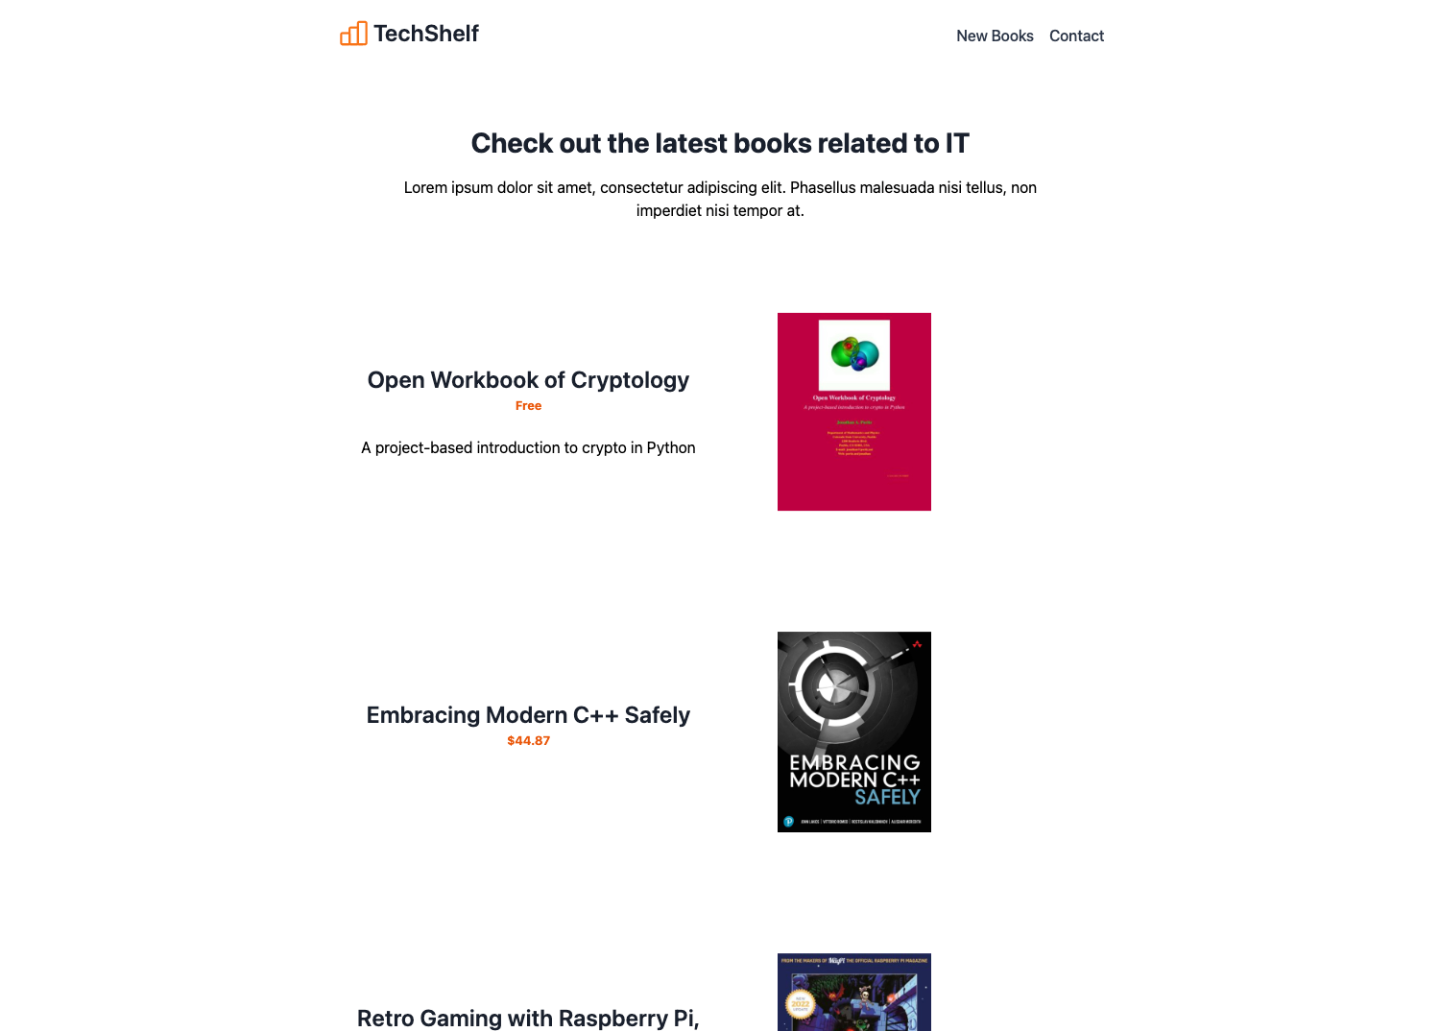 TechShelf
New Books
Contact
Check out the latest books related to IT
Lorem ipsum dolor sit amet, consectetur adipiscing elit. Phasellus malesuada nisi tellus, non
imperdiet nisi tempor at.
Open Workbook of Cryptology
Free
A project-based introduction to crypto in Python
Open Workbook of Cryptology
A project-based introduction to crypto in Python
Embracing Modern C++ Safely
$44.87
EMBRACING
MODERN C++
SAFELY
Retro Gaming with Raspberry Pi,
FROM THE MAKERS OF MagPi THE OFFICIAL RASPBERRY PI MAGAZINE
2022